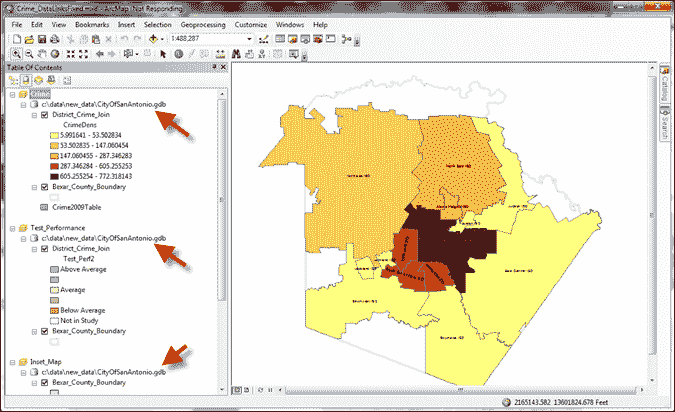 Crime_DataLinksFixed.mxd - ArcMap (Not Responding)
File Edit View Bookmarks Insert Selection Geoprocessing Customize Windows Help
1:488,287
Table Of Contents
Crime
c:\data\new_data\CityOfSanAntonio.gdb
District_Crime_Join
CrimeDens
5.991641 - 53.502834
53.502835 - 147.060454
147.060455 - 287.346283
287.346284 - 605.255253
605.255254 - 772.318143
Bexar_County_Boundary
Crime2009Table
Test_Performance
c:\data\new_data\CityOfSanAntonio.gdb
District_Crime_Join
Test_Perf2
Above Average
Average
Below Average
Not in Study
Bexar_County_Boundary
Inset_Map
c:\data\new_data\CityOfSanAntonio.gdb
Bexar_County_Boundary
Catalog
Search
2165143.582 13601824.678 Feet